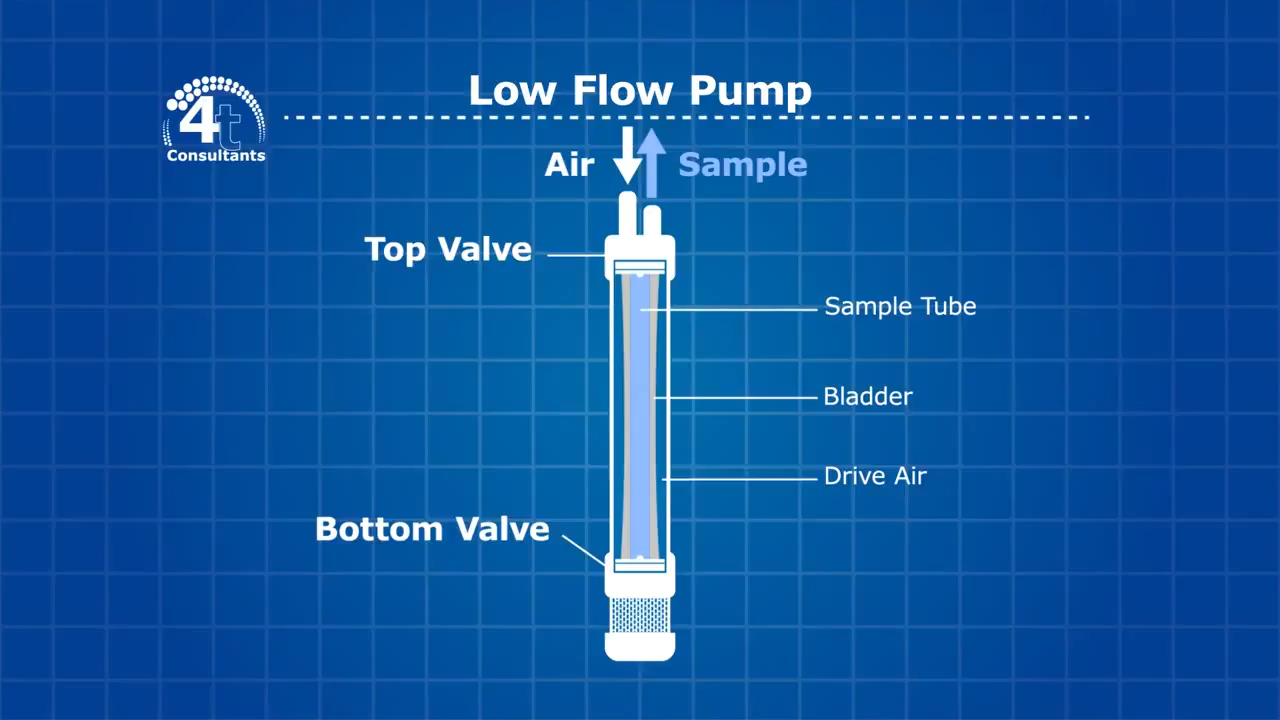 Low Flow Pump
4t
Consultants
Air
Sample
Top Valve
Sample Tube
Bladder
Drive Air
Bottom Valve